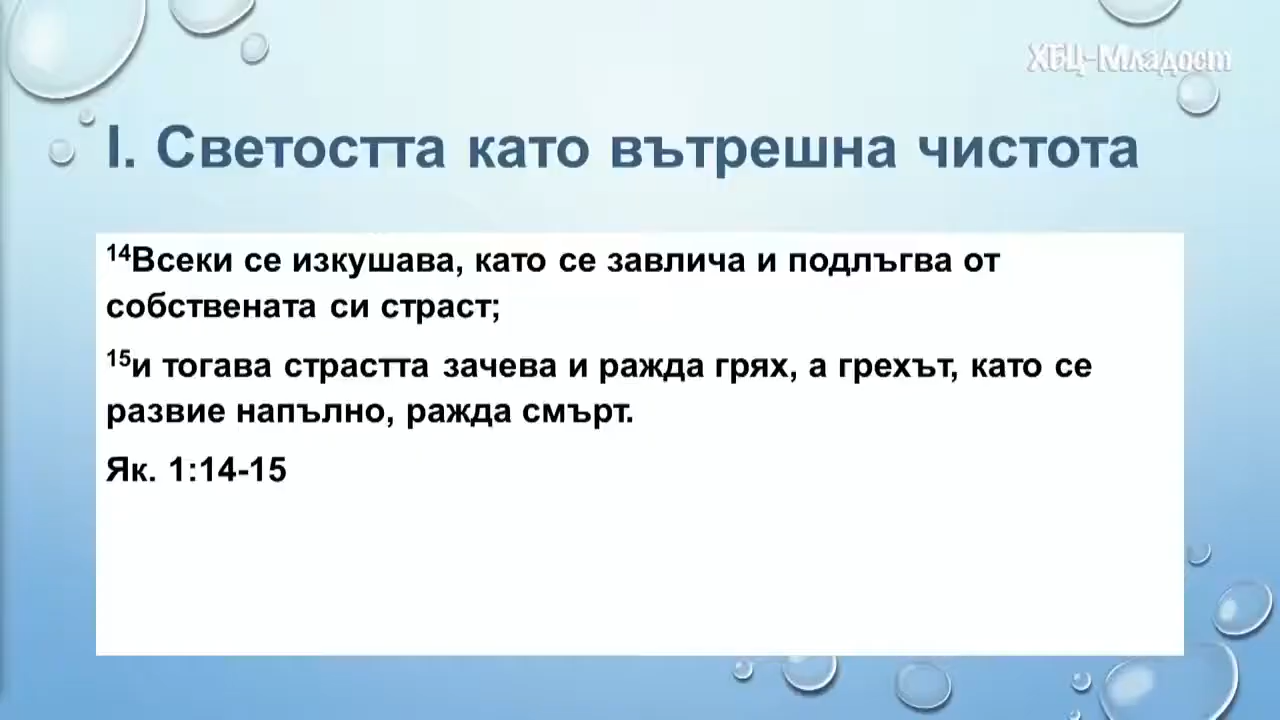 ХБЦ-Младост
I. Светостта като вътрешна чистота
14Всеки се изкушава, като се завлича и подлъгва от
собствената си страст;
15и тогава страстта зачева и ражда грях, а грехът, като се
развие напълно, ражда смърт.
Як. 1:14-15